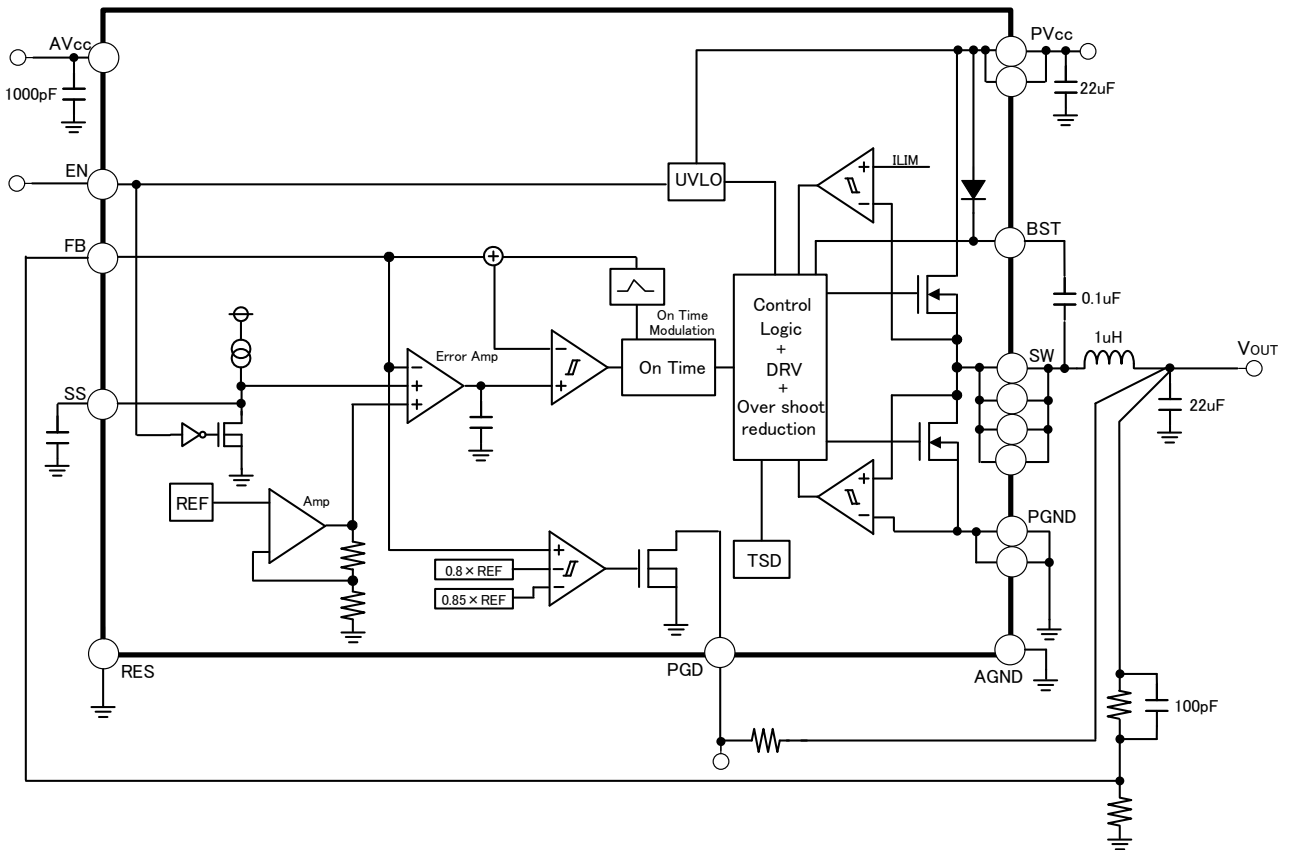 AVcc
PVcc
1000pF
22uF
EN
UVLO
ILIM
+
−
FB
+
BST
Control
Logic
+
DRV
+
Over shoot
reduction
0.1uF
On Time
Modulation
1uH
SW
VOUT
Error Amp
−
+
+
−
+
On Time
SS
22uF
+
−
REF
Amp
PGND
+
−
−
0.8×REF
0.85×REF
TSD
RES
PGD
AGND
100pF